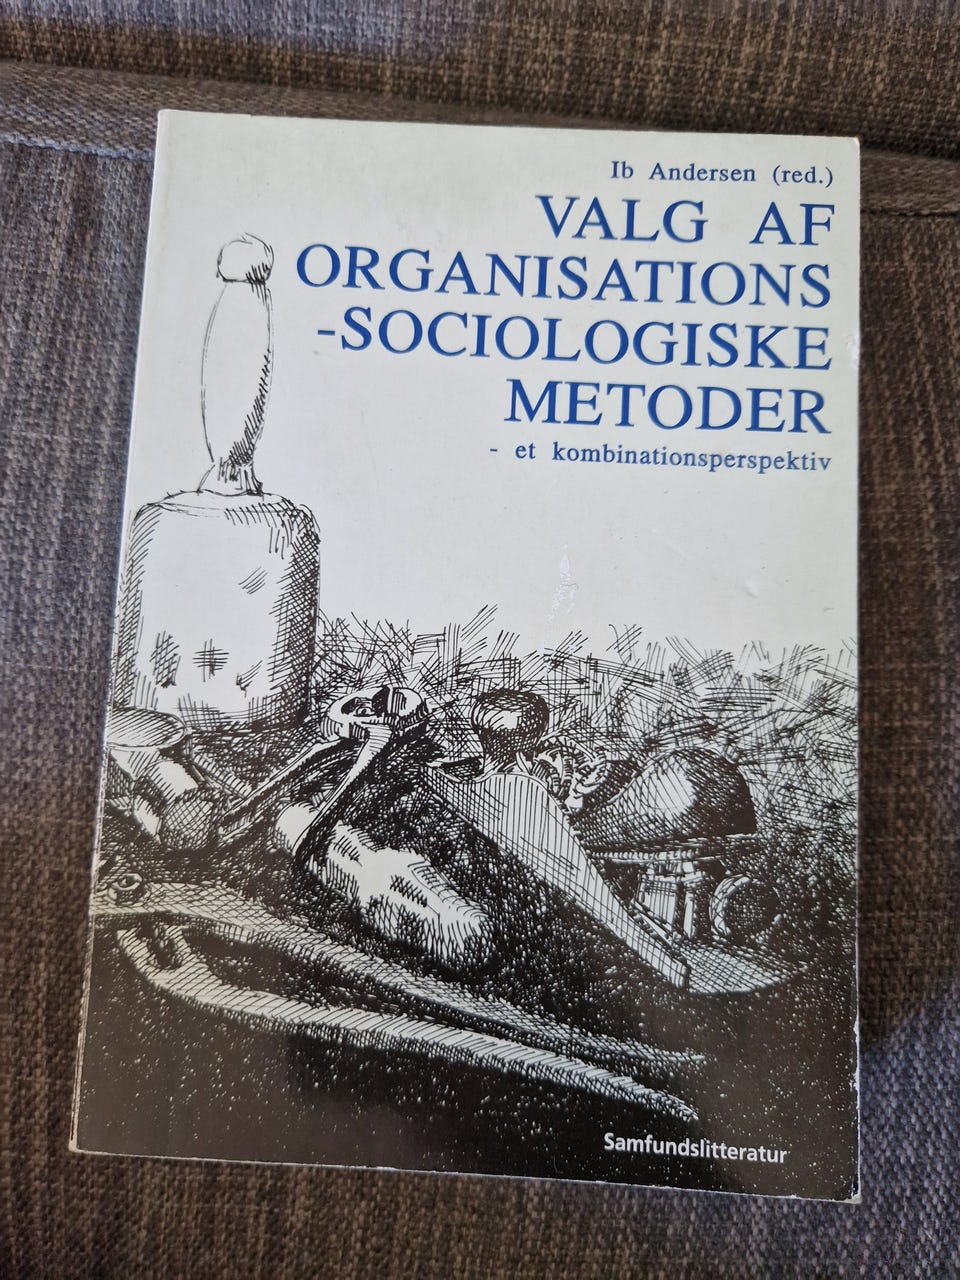 Ib Andersen (red.)
VALG AF
ORGANISATIONS
-SOCIOLOGISKE
METODER
- et kombinationsperspektiv
Samfundslitteratur